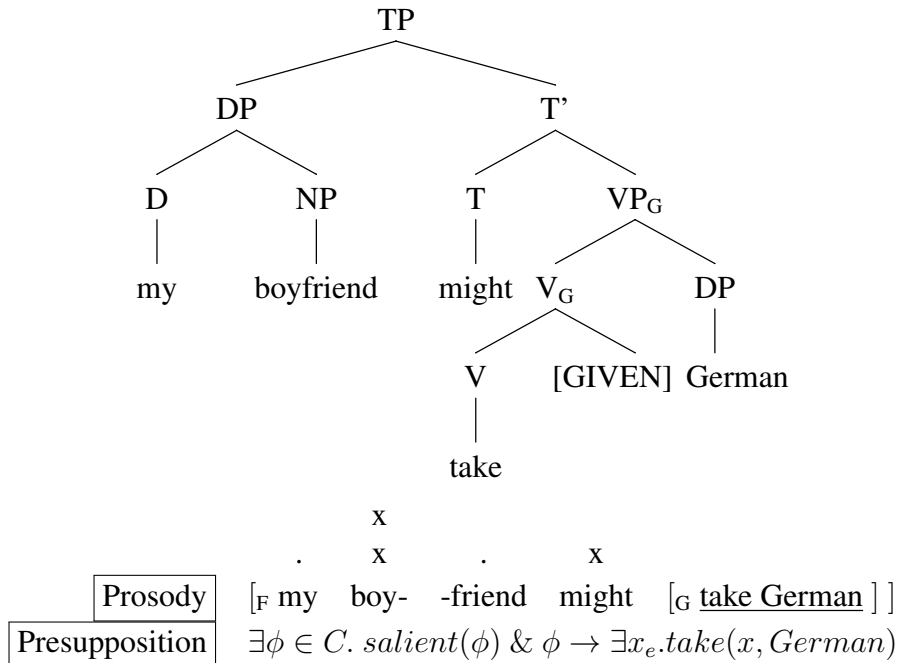 TP
DP T’
D NP T VP_G
my boyfriend might V_G DP
V [GIVEN] German
take
x
. x . x
Prosody [_F my boy- -friend might [_G take German ] ]
Presupposition ∃ϕ ∈ C. salient(ϕ) & ϕ → ∃x_e.take(x, German)